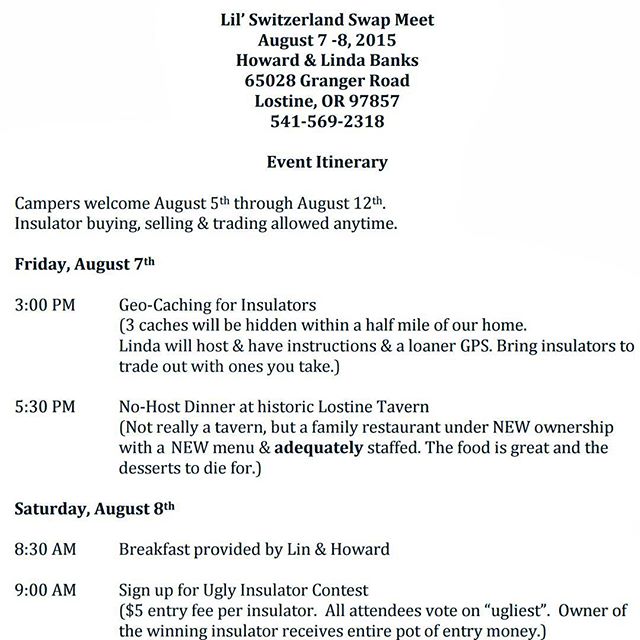 Lil’ Switzerland Swap Meet
August 7 -8, 2015
Howard & Linda Banks
65028 Granger Road
Lostine, OR 97857
541-569-2318
Event Itinerary
Campers welcome August 5th through August 12th.
Insulator buying, selling & trading allowed anytime.
Friday, August 7th
3:00 PM Geo-Caching for Insulators
(3 caches will be hidden within a half mile of our home.
Linda will host & have instructions & a loaner GPS. Bring insulators to
trade out with ones you take.)
5:30 PM No-Host Dinner at historic Lostine Tavern
(Not really a tavern, but a family restaurant under NEW ownership
with a NEW menu & adequately staffed. The food is great and the
desserts to die for.)
Saturday, August 8th
8:30 AM Breakfast provided by Lin & Howard
9:00 AM Sign up for Ugly Insulator Contest
($5 entry fee per insulator.  All attendees vote on “ugliest”.  Owner of
the winning insulator receives entire pot of entry money.)